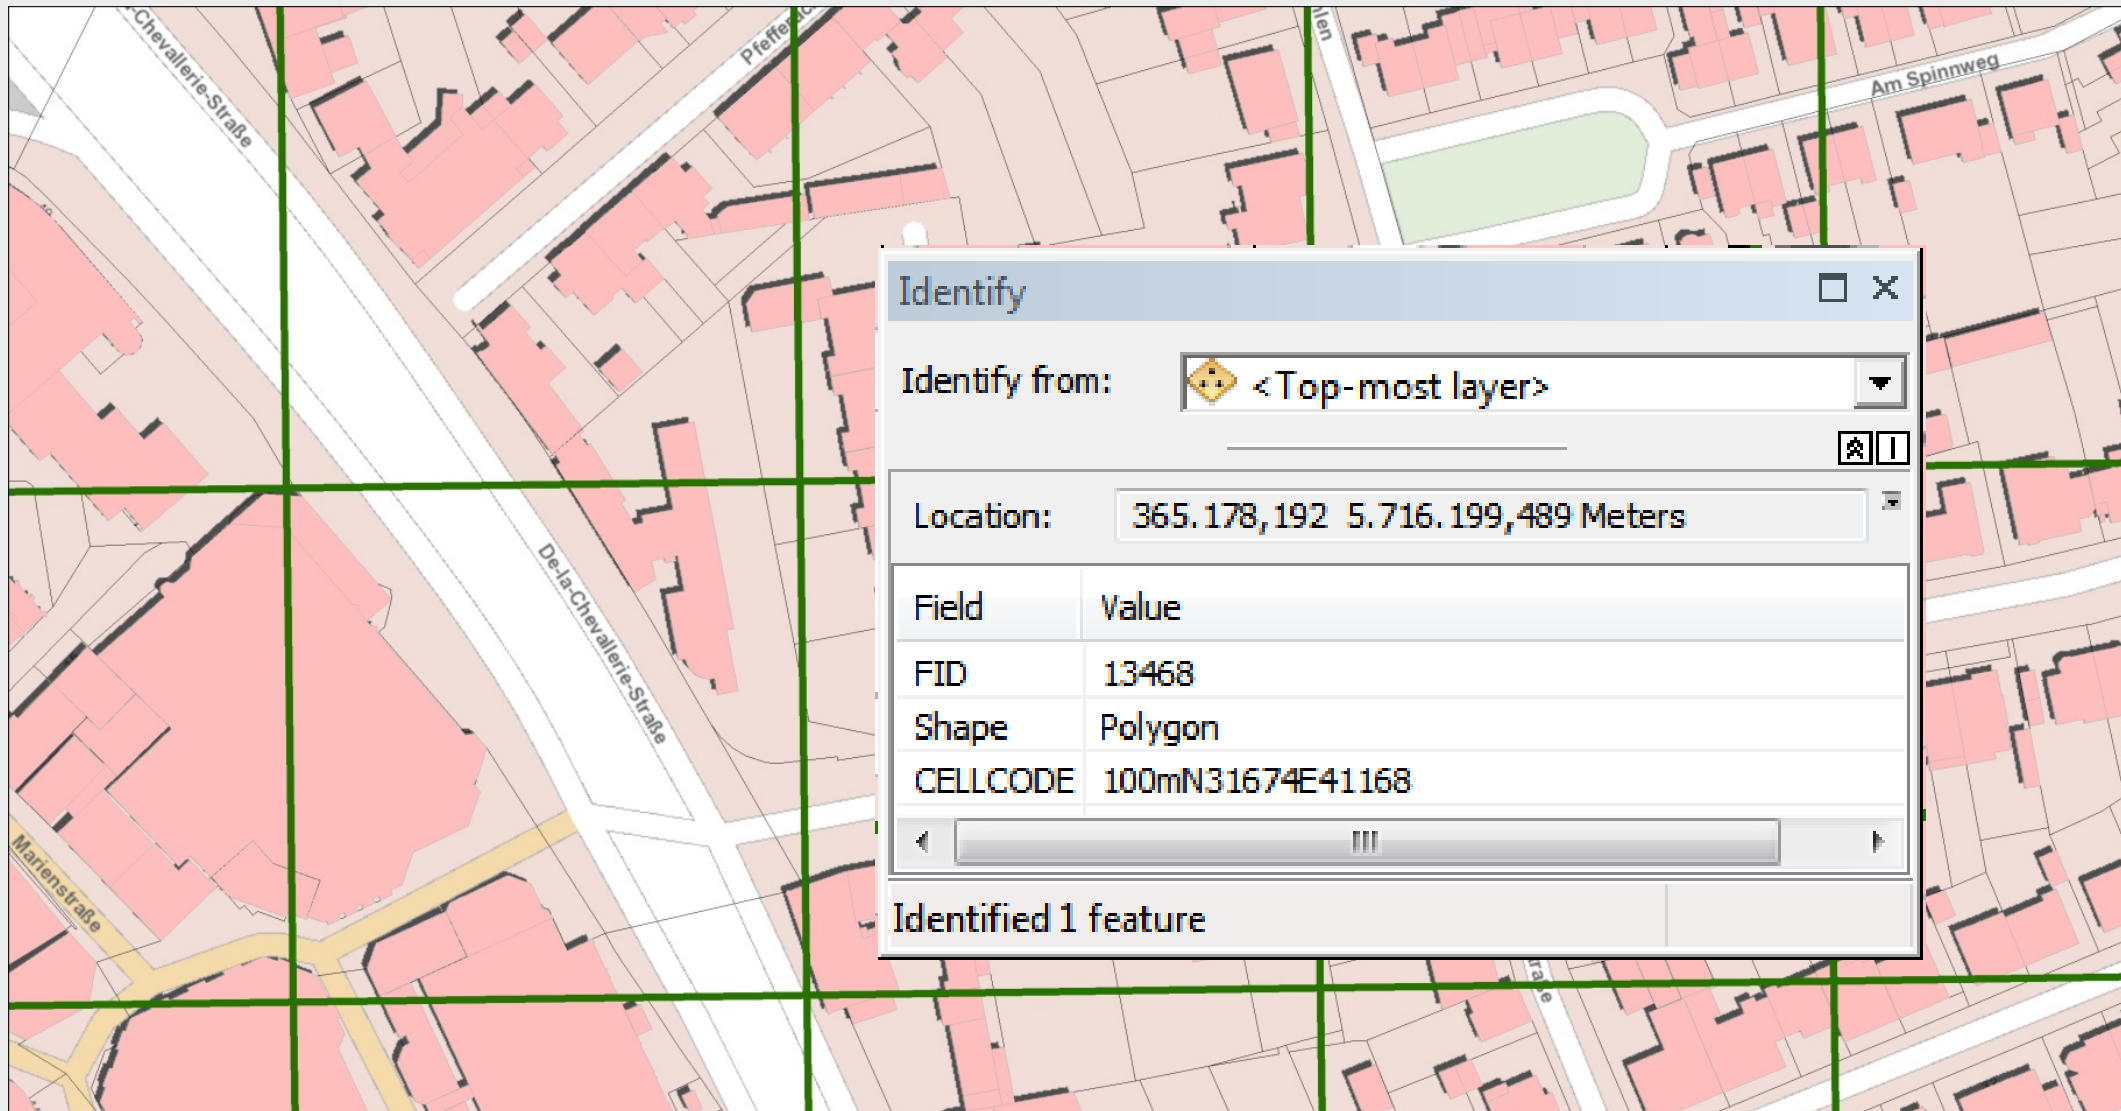 -Chevallerie-Straße
Am Spinnweg
Identify
Identify from:
<Top-most layer>
Location:
365.178,192 5.716.199,489 Meters
De-la-Chevallerie-Straße
Field Value
FID 13468
Shape Polygon
CELLCODE 100mN31674E41168
Marienstraße
Identified 1 feature